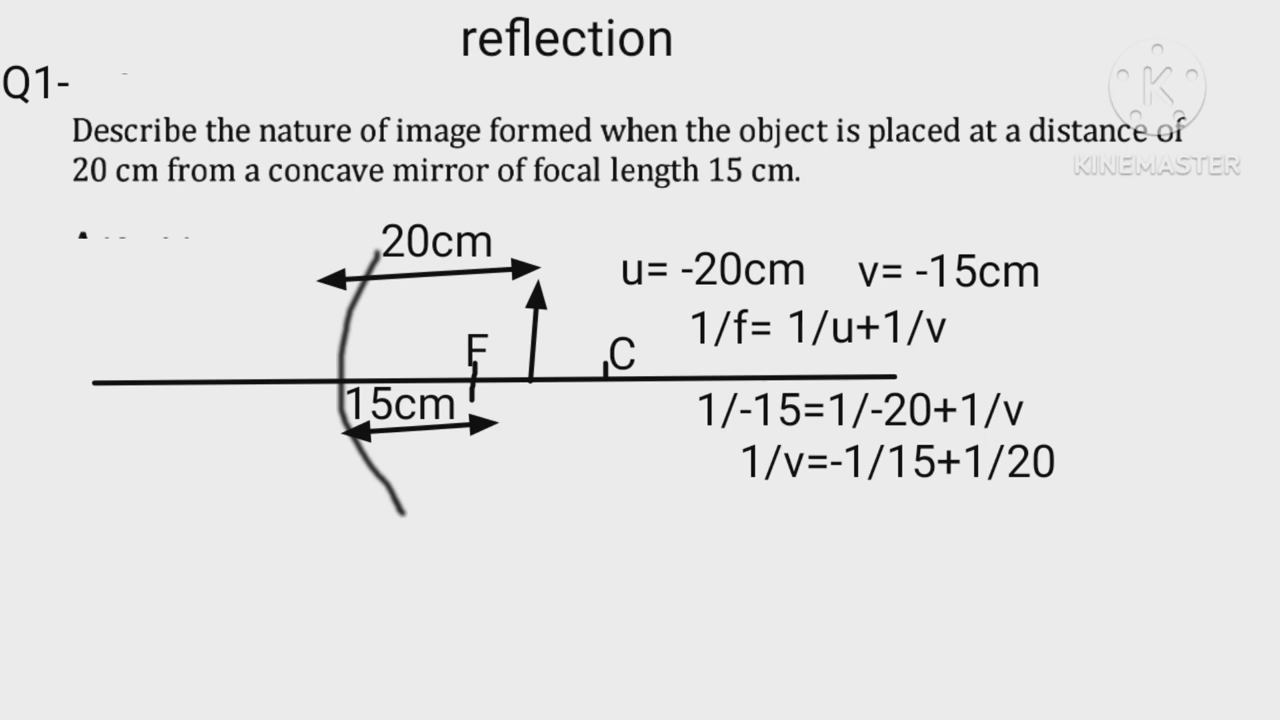 reflection
Q1-
Describe the nature of image formed when the object is placed at a distance of
20 cm from a concave mirror of focal length 15 cm.
K
KINEMASTER
20cm
u= -20cm v= -15cm
1/f= 1/u+1/v
F
C
15cm
1/-15=1/-20+1/v
1/v=-1/15+1/20